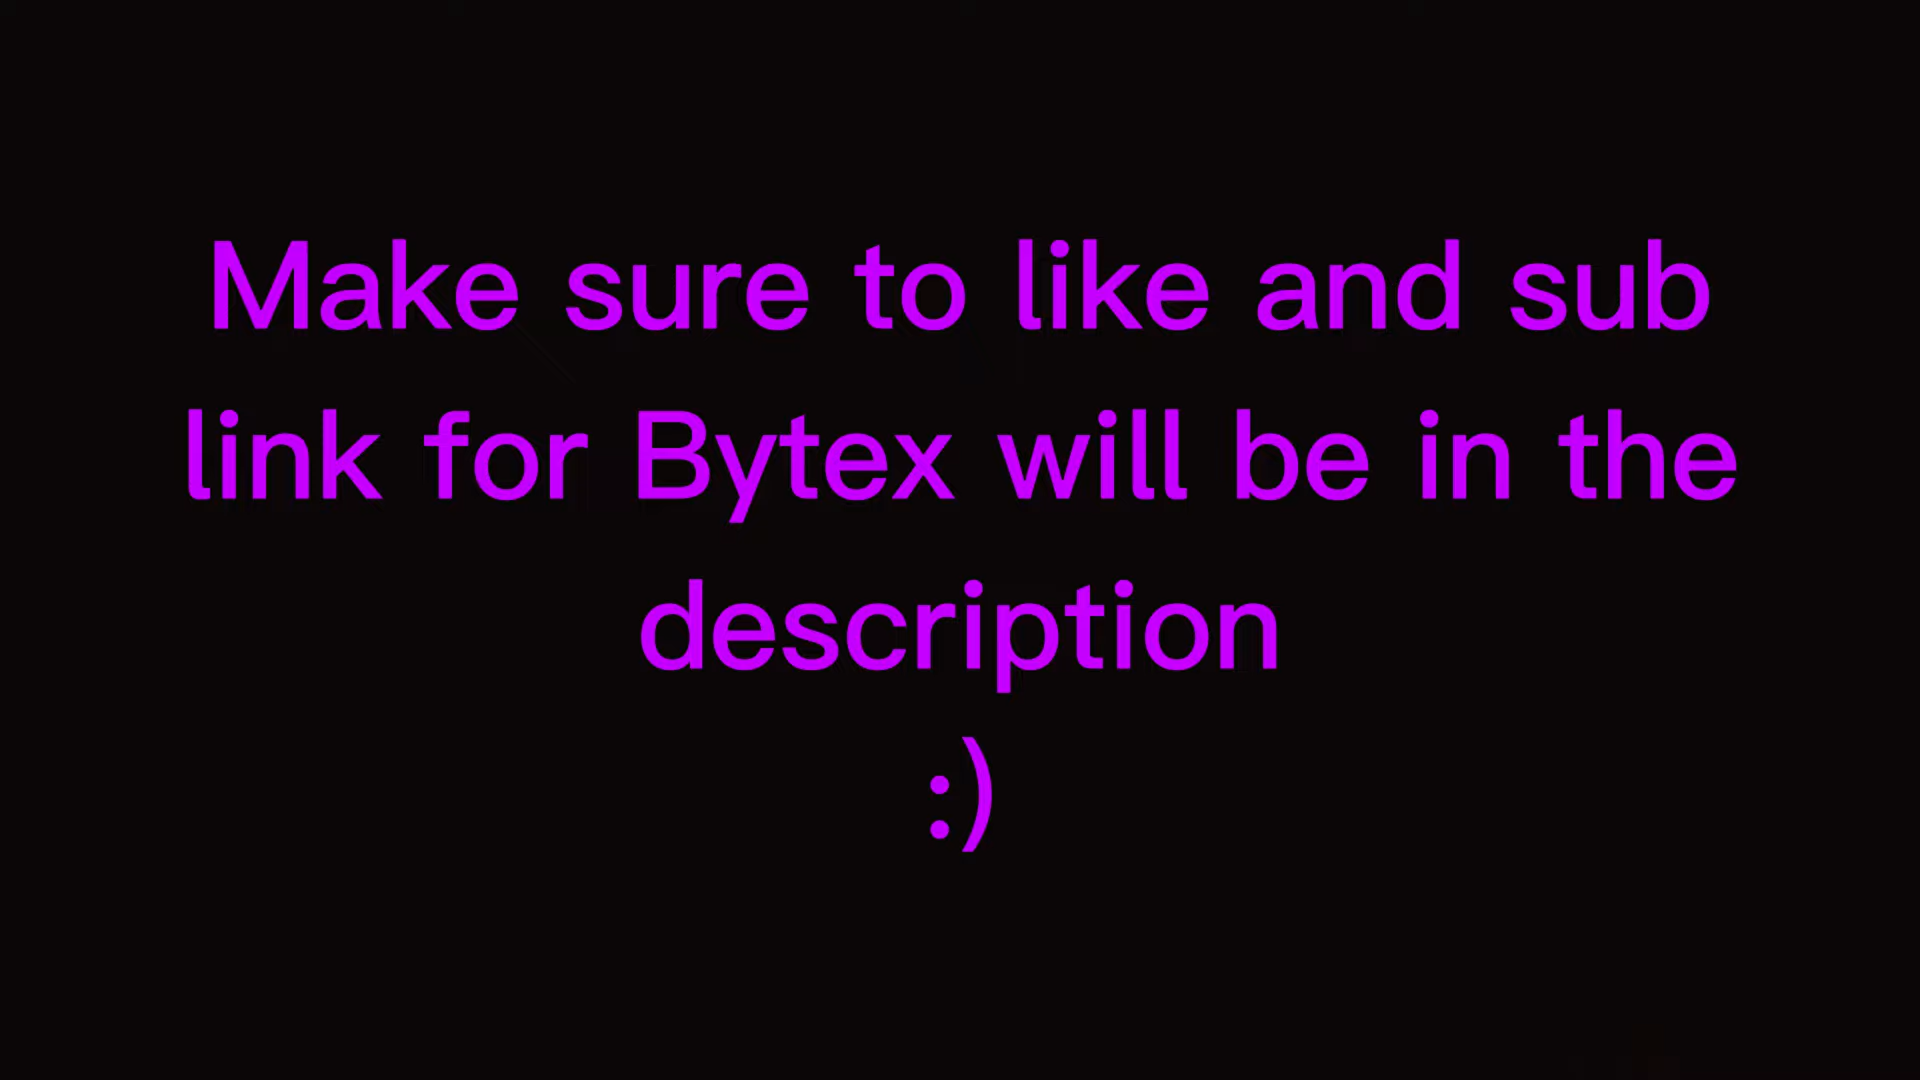 Make sure to like and sub
link for Bytex will be in the
description
:)